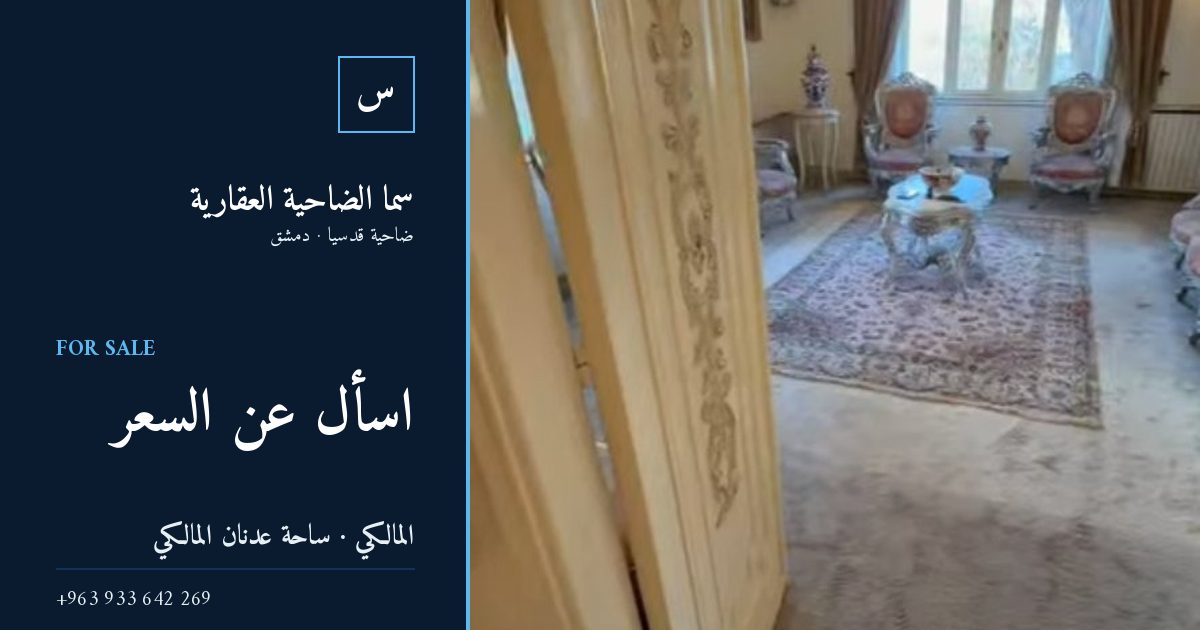 س
سما الضاحية العقارية
ضاحية قدسيا · دمشق
FOR SALE
اسأل عن السعر
المالكي · ساحة عدنان المالكي
+963 933 642 269